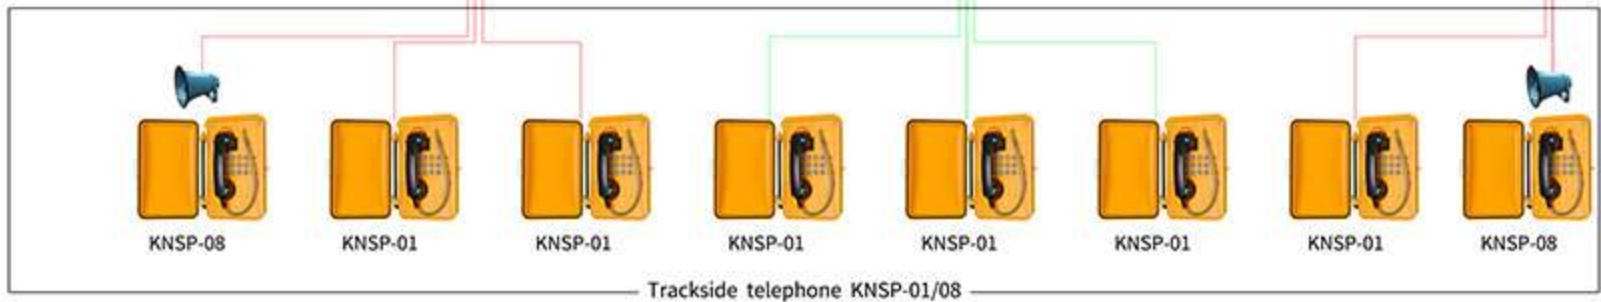 KNSP-08 KNSP-01 KNSP-01 KNSP-01 KNSP-01 KNSP-01 KNSP-01 KNSP-08
Trackside telephone KNSP-01/08